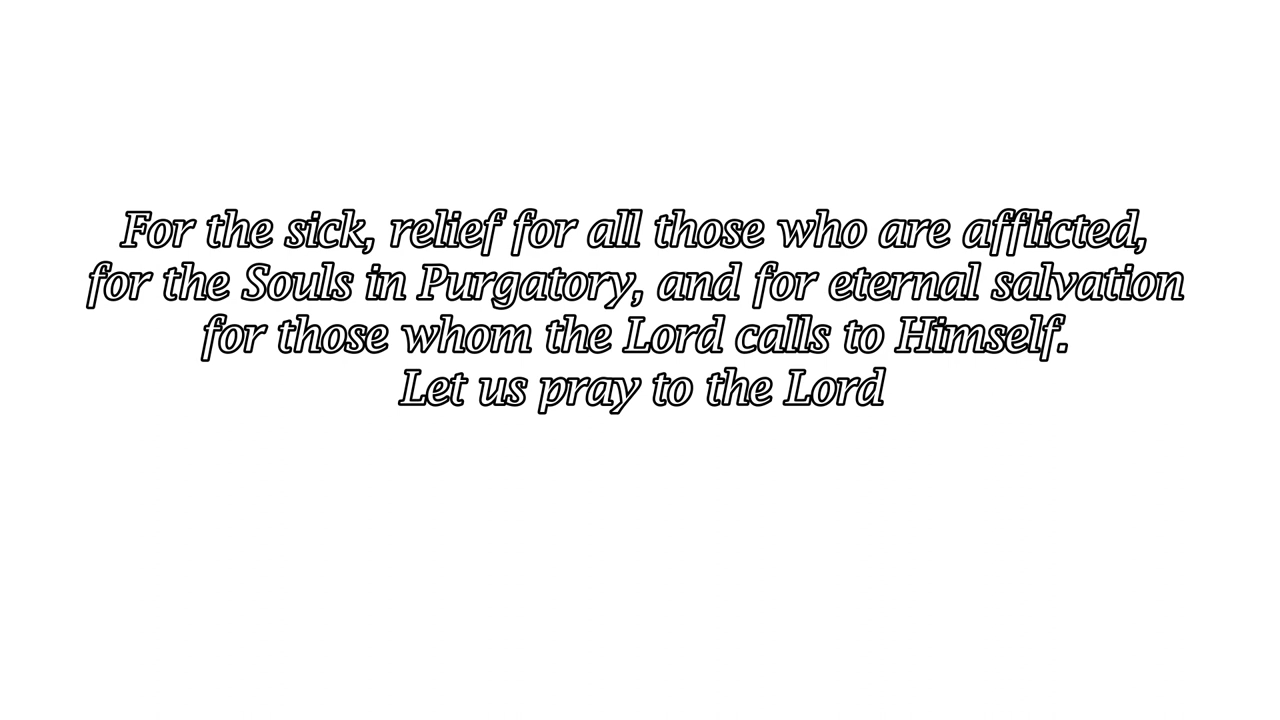 For the sick, relief for all those who are afflicted,
for the Souls in Purgatory, and for eternal salvation
for those whom the Lord calls to Himself.
Let us pray to the Lord